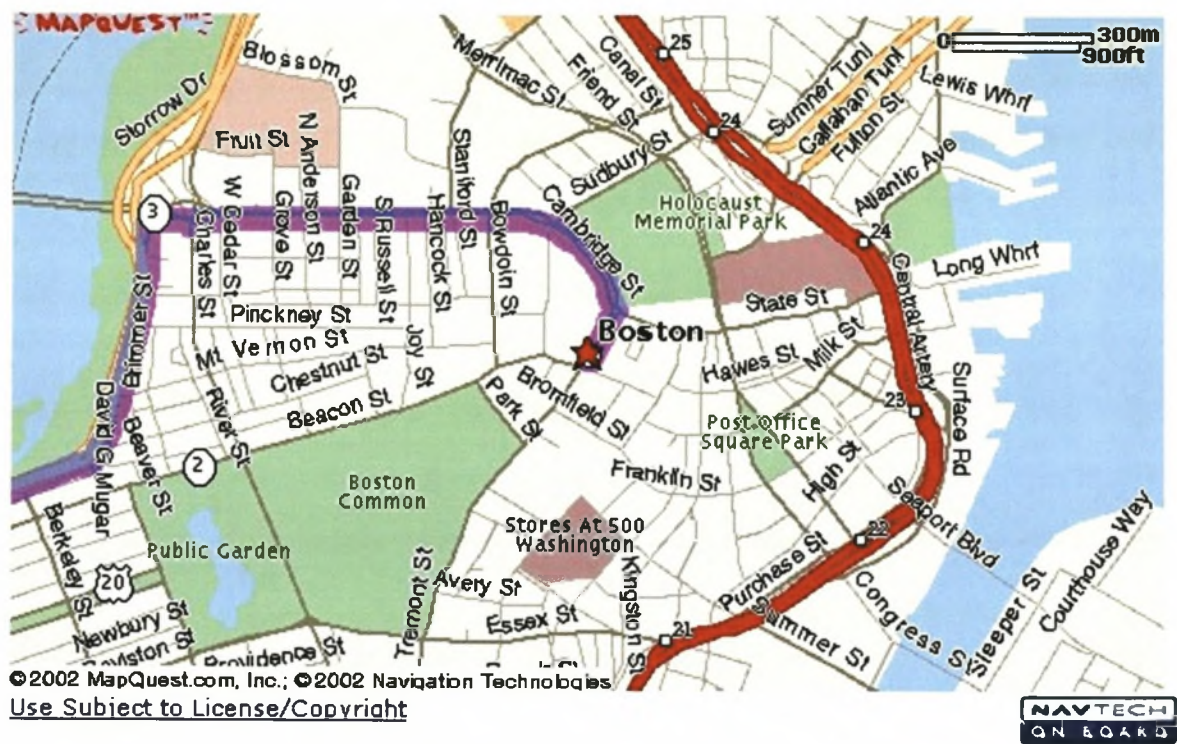 MAPQUEST™
0
300m
900ft
Blossom St
Merrimac St
Friend St
Canal St
25
24
Sumner Tunl
Callahan Tunl
Fulton St
Lewis Whrf
Storrow Dr
Fruit St
N Anderson St
Staniford St
Sudbury St
Atlantic Ave
Holocaust
Memorial Park
3
Charles St
W Cedar St
Grove St
Garden St
S Russell St
Hancock St
Bowdoin St
Cambridge St
24
Central Artery
Long Whrf
State St
Brimmer St
Pinckney St
Mt Vernon St
Chestnut St
Joy St
Beacon St
Boston
Hawes St
Milk St
23
Surface Rd
David G Mugar
Beaver St
River St
2
Park St
Bromfield St
Post Office
Square Park
Franklin St
High St
Seaport Blvd
Boston
Common
Public Garden
Stores At 500
Washington
Berkeley St
20
Newbury St
Providence St
Tremont St
Avery St
Essex St
Kingston St
21
22
Purchase St
Summer St
Congress St
Sleeper St
Courthouse Way
©2002 MapQuest.com, Inc.; ©2002 Navigation Technologies
Use Subject to License/Copyright
NAVTECH
ON BOARD